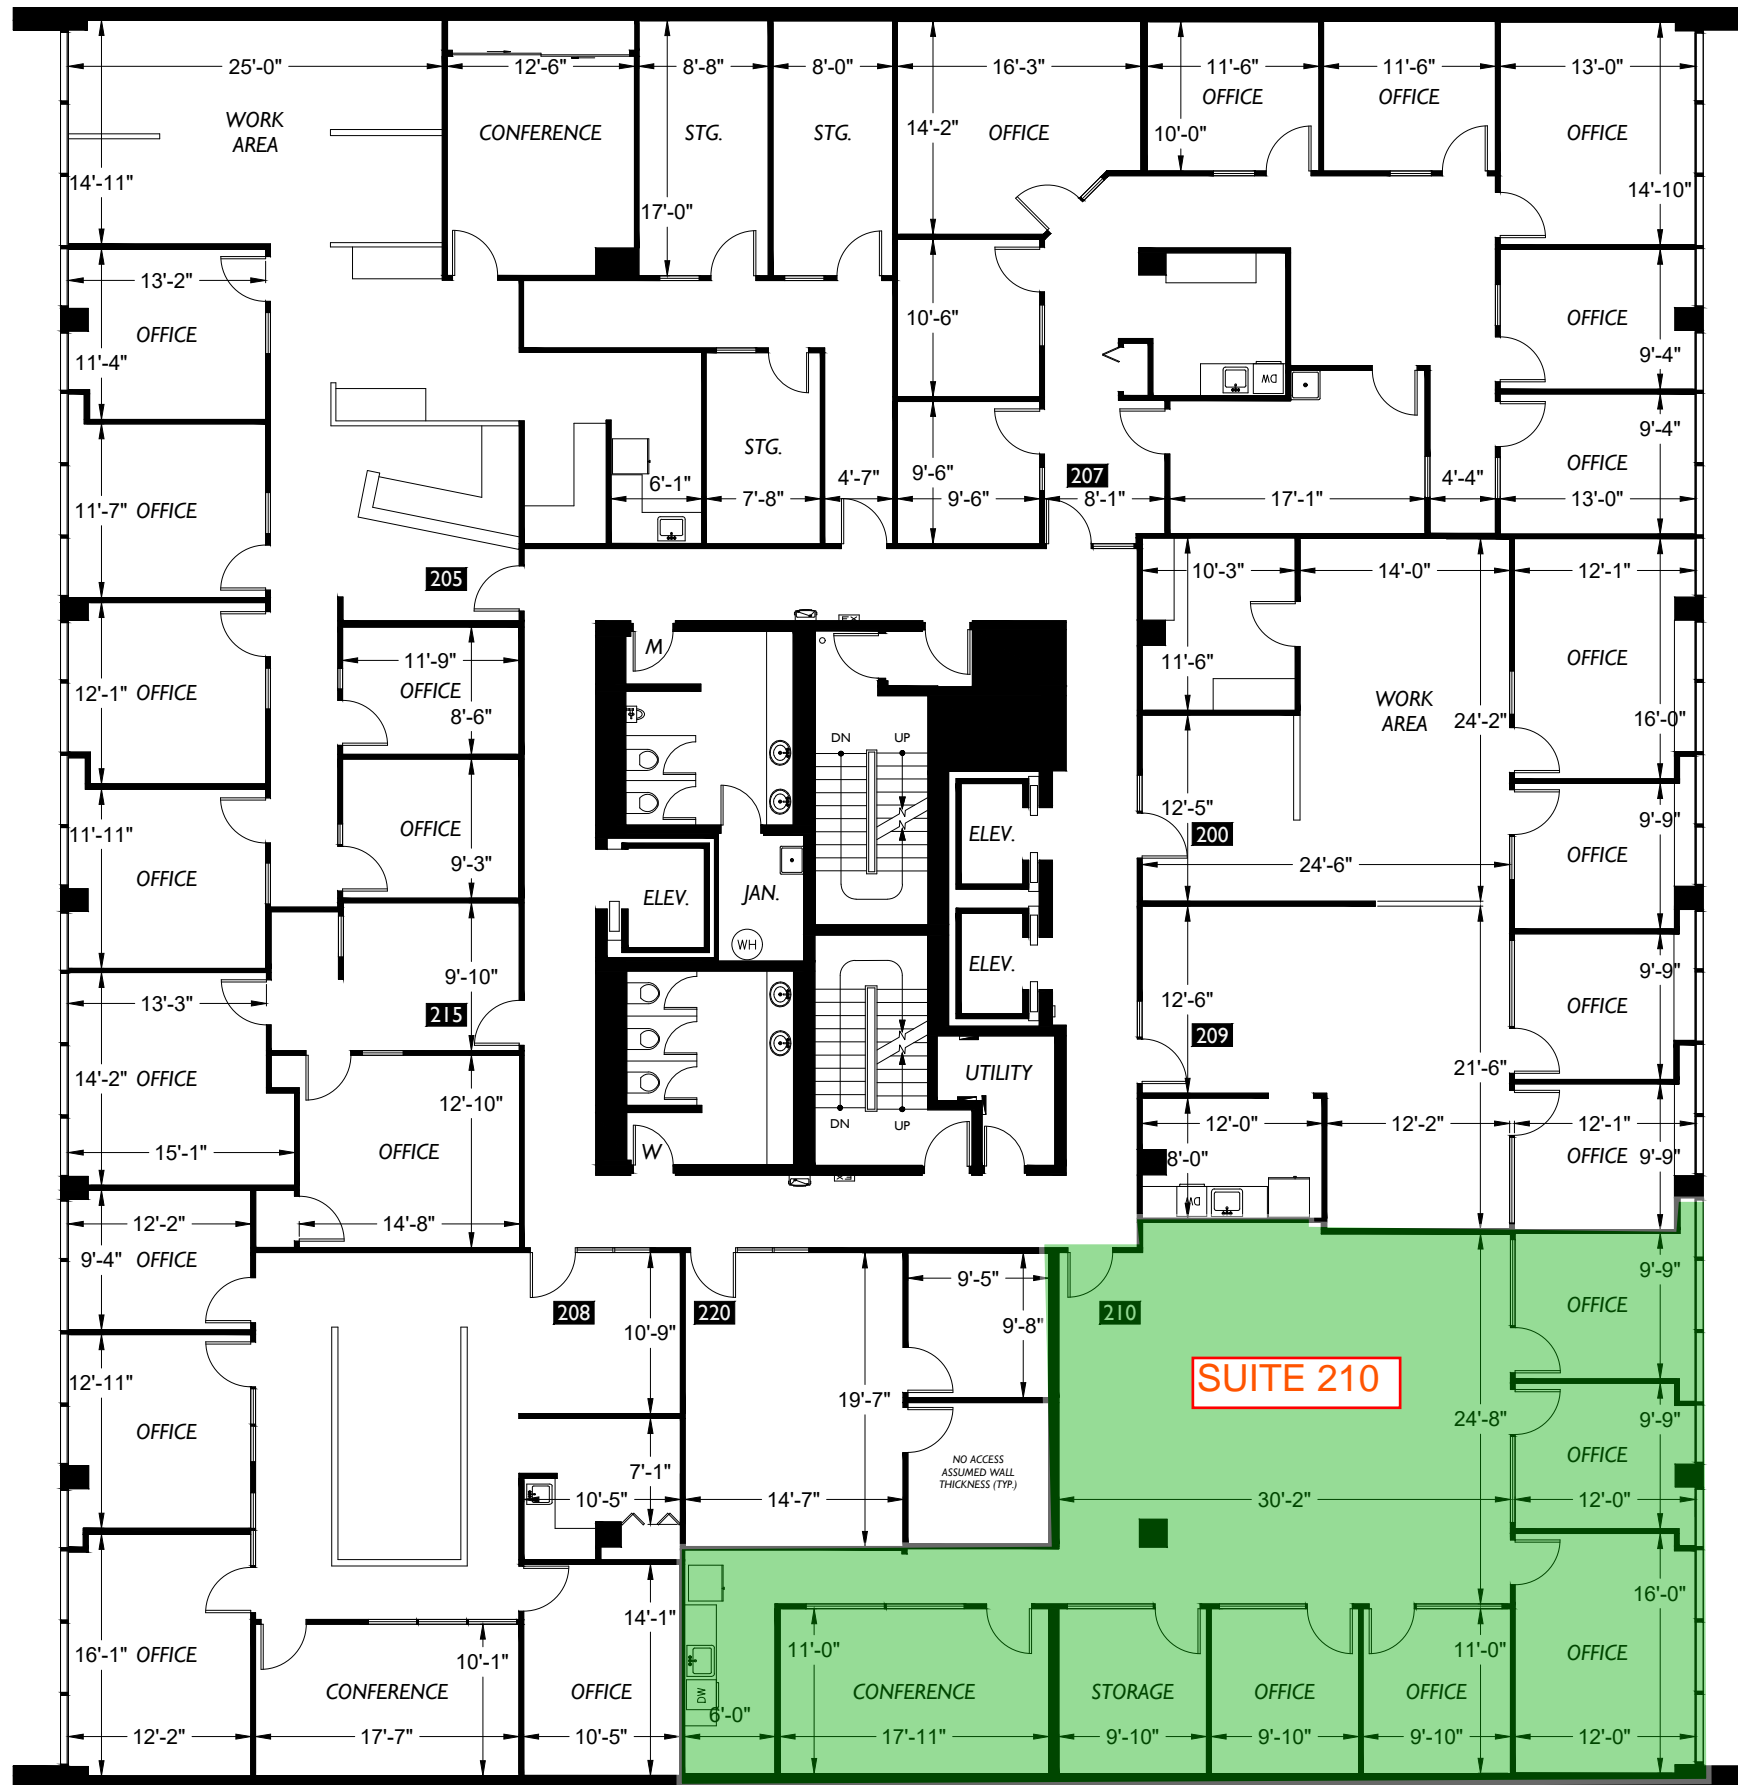 25'-0"
12'-6"
8'-8"
8'-0"
16'-3"
11'-6"
11'-6"
13'-0"
WORK
AREA
CONFERENCE
STG.
STG.
14'-2"
OFFICE
OFFICE
10'-0"
OFFICE
OFFICE
14'-11"
17'-0"
14'-10"
13'-2"
OFFICE
11'-4"
10'-6"
OFFICE
9'-4"
DW
11'-7"
OFFICE
STG.
6'-1"
7'-8"
4'-7"
9'-6"
9'-6"
207
8'-1"
17'-1"
4'-4"
9'-4"
OFFICE
13'-0"
205
EX
10'-3"
14'-0"
12'-1"
12'-1"
OFFICE
11'-9"
OFFICE
8'-6"
M
11'-6"
WORK
AREA
24'-2"
OFFICE
16'-0"
DN
UP
11'-11"
OFFICE
OFFICE
9'-3"
ELEV.
JAN.
WH
ELEV.
12'-5"
200
24'-6"
9'-9"
OFFICE
13'-3"
9'-10"
215
14'-2"
OFFICE
ELEV.
12'-6"
209
9'-9"
OFFICE
UTILITY
21'-6"
12'-10"
OFFICE
15'-1"
W
DN
UP
EX
12'-0"
12'-2"
12'-1"
8'-0"
DW
OFFICE
9'-9"
12'-2"
14'-8"
9'-4"
OFFICE
208
220
10'-9"
9'-5"
9'-8"
210
9'-9"
OFFICE
SUITE 210
12'-11"
OFFICE
19'-7"
24'-8"
9'-9"
OFFICE
7'-1"
10'-5"
14'-7"
NO ACCESS
ASSUMED WALL
THICKNESS (TYP.)
30'-2"
12'-0"
16'-1"
OFFICE
10'-1"
14'-1"
11'-0"
11'-0"
16'-0"
OFFICE
CONFERENCE
OFFICE
DW
CONFERENCE
STORAGE
OFFICE
OFFICE
12'-2"
17'-7"
10'-5"
6'-0"
17'-11"
9'-10"
9'-10"
9'-10"
12'-0"